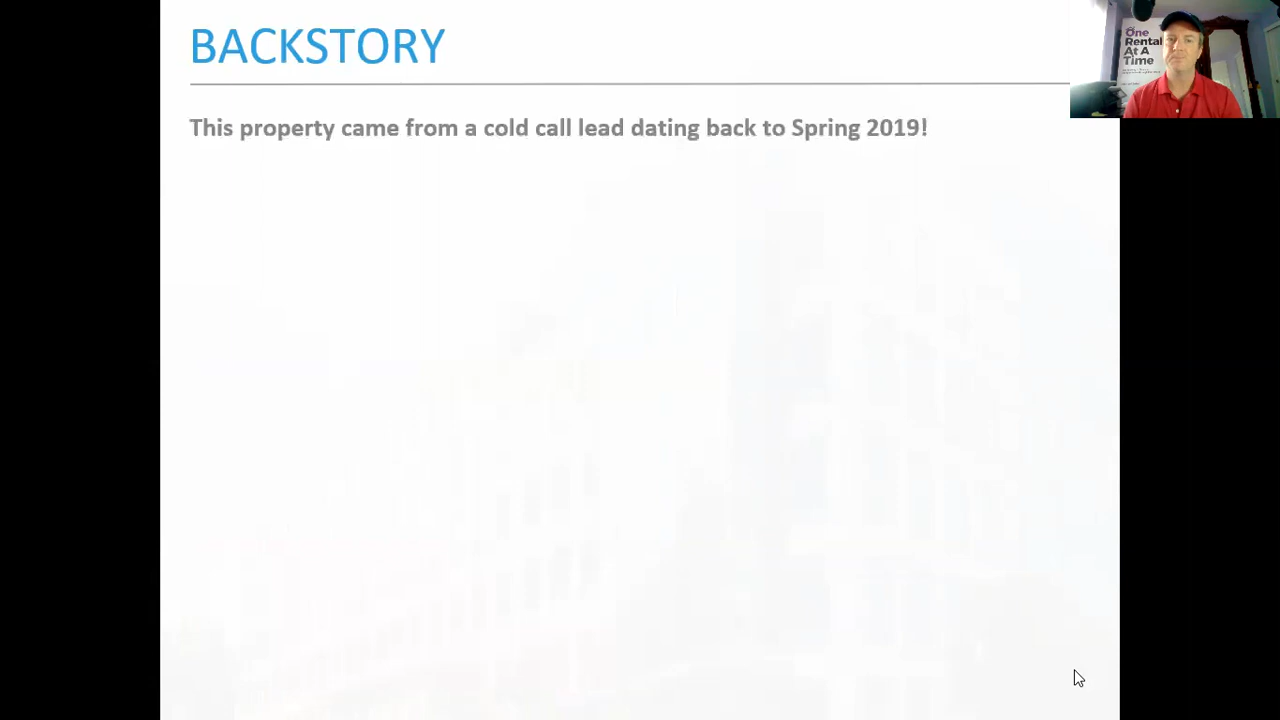 BACKSTORY
This property came from a cold call lead dating back to Spring 2019!
One
Rental
At A
Time